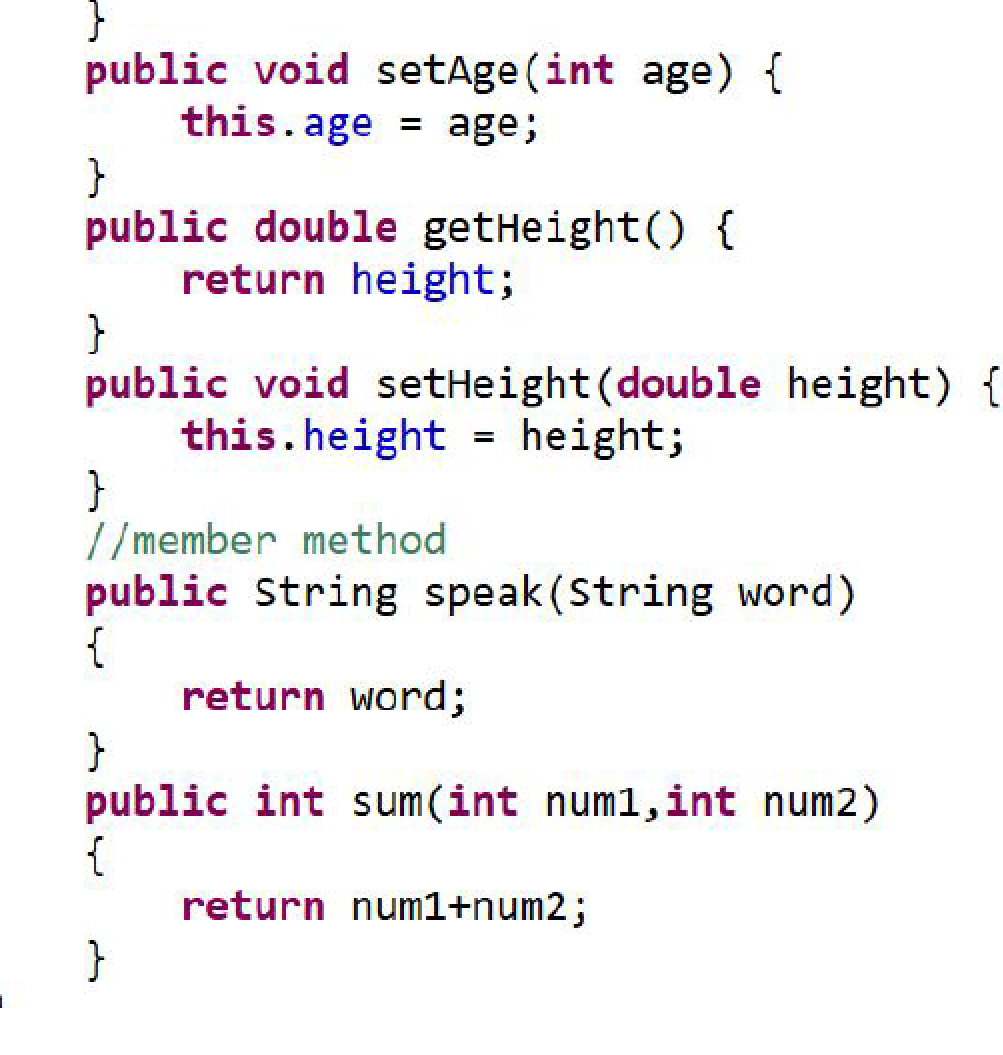 }
public void setAge(int age) {
    this.age = age;
}
public double getHeight() {
    return height;
}
public void setHeight(double height) {
    this.height = height;
}
//member method
public String speak(String word)
{
    return word;
}
public int sum(int num1,int num2)
{
    return num1+num2;
}